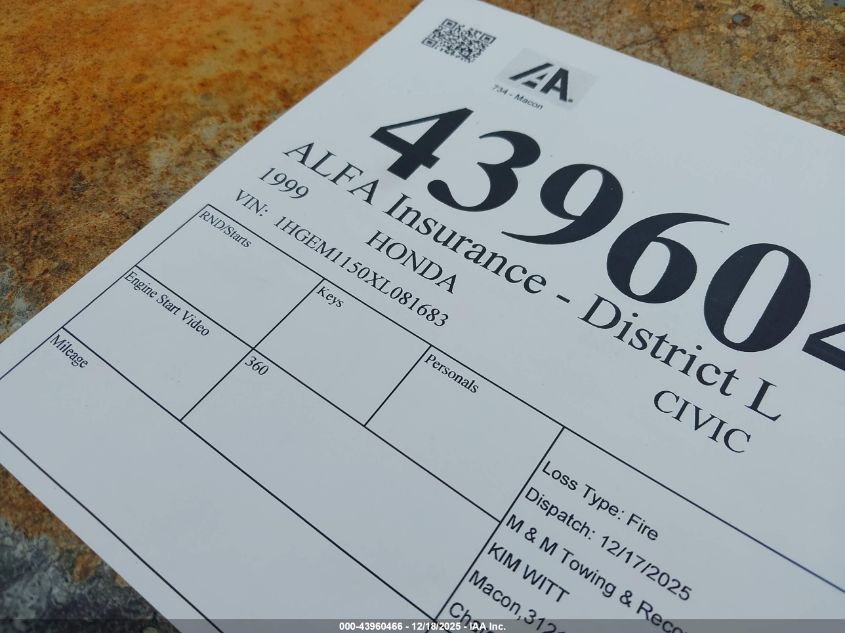 IAA
734 - Macon
43960
ALFA Insurance - District L
1999 HONDA CIVIC
VIN: 1HGEM1150XL081683
RND/Starts
Keys
Personals
Engine Start Video
360
Mileage
Loss Type: Fire
Dispatch: 12/17/2025
M & M Towing & Reco
KIM WITT
Macon,312
000-43960466 - 12/18/2025 - IAA Inc.